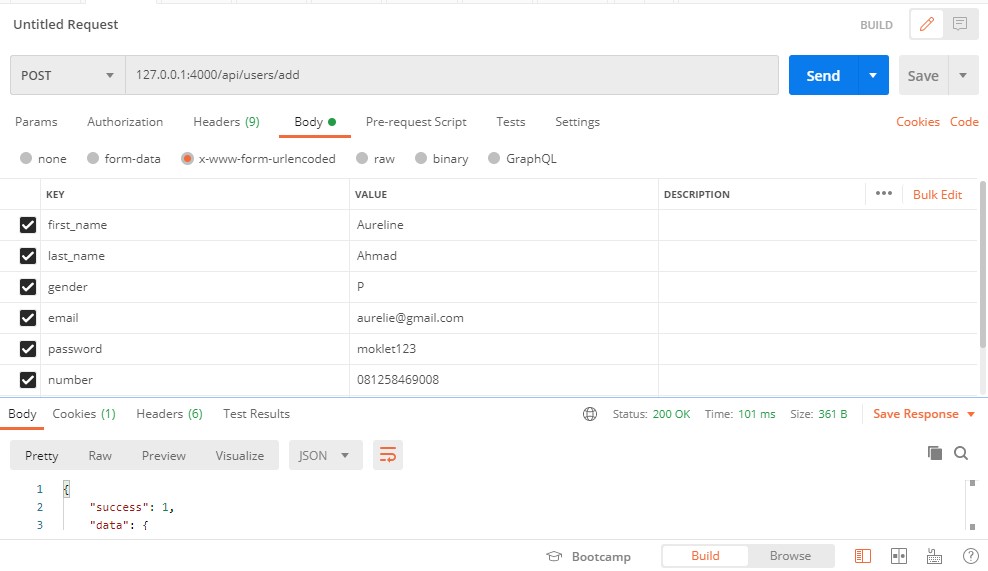 Untitled Request BUILD
POST 127.0.0.1:4000/api/users/add Send Save
Params Authorization Headers (9) Body Pre-request Script Tests Settings Cookies Code
none form-data x-www-form-urlencoded raw binary GraphQL
KEY VALUE DESCRIPTION ••• Bulk Edit
first_name Aureline
last_name Ahmad
gender P
email aurelie@gmail.com
password moklet123
number 081258469008
Body Cookies (1) Headers (6) Test Results Status: 200 OK Time: 101 ms Size: 361 B Save Response
Pretty Raw Preview Visualize JSON
1 {
2 "success": 1,
3 "data": {
Bootcamp Build Browse ?